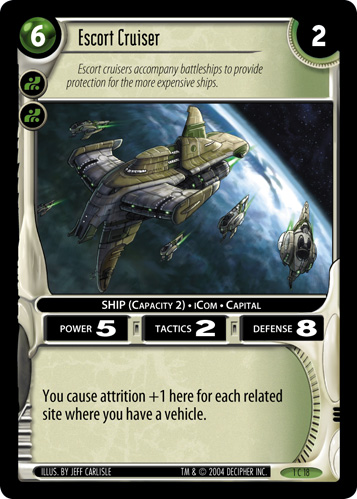 6 Escort Cruiser 2
Escort cruisers accompany battleships to provide
protection for the more expensive ships.
SHIP (CAPACITY 2) • ICOM • CAPITAL
POWER 5 TACTICS 2 DEFENSE 8
You cause attrition +1 here for each related
site where you have a vehicle.
ILLUS. BY JEFF CARLISLE TM & © 2004 DECIPHER INC. 1 C 18